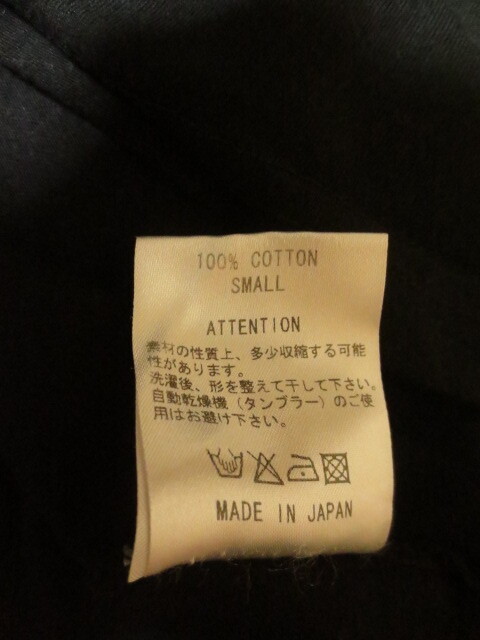 100% COTTON
SMALL
ATTENTION
素材の性質上、多少収縮する可能
性があります。
洗濯後、形を整えて干して下さい。
自動乾燥機（タンブラー）のご使
用はお避け下さい。
MADE IN JAPAN